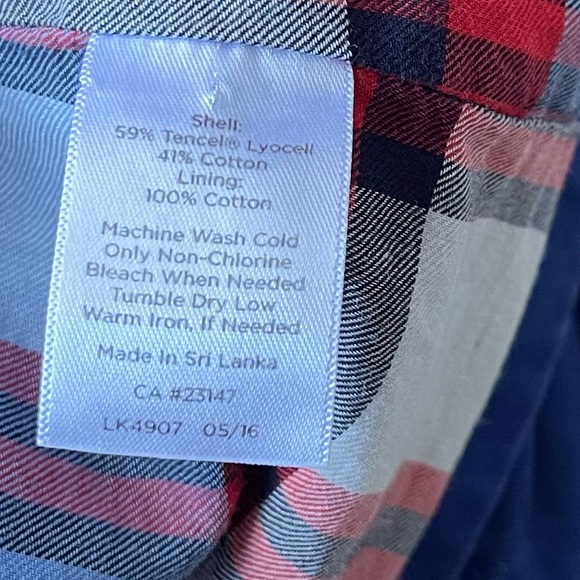 Shell:
59% Tencel® Lyocell
41% Cotton
Lining:
100% Cotton
Machine Wash Cold
Only Non-Chlorine
Bleach When Needed
Tumble Dry Low
Warm Iron, If Needed
Made In Sri Lanka
CA #23147
LK4907 05/16